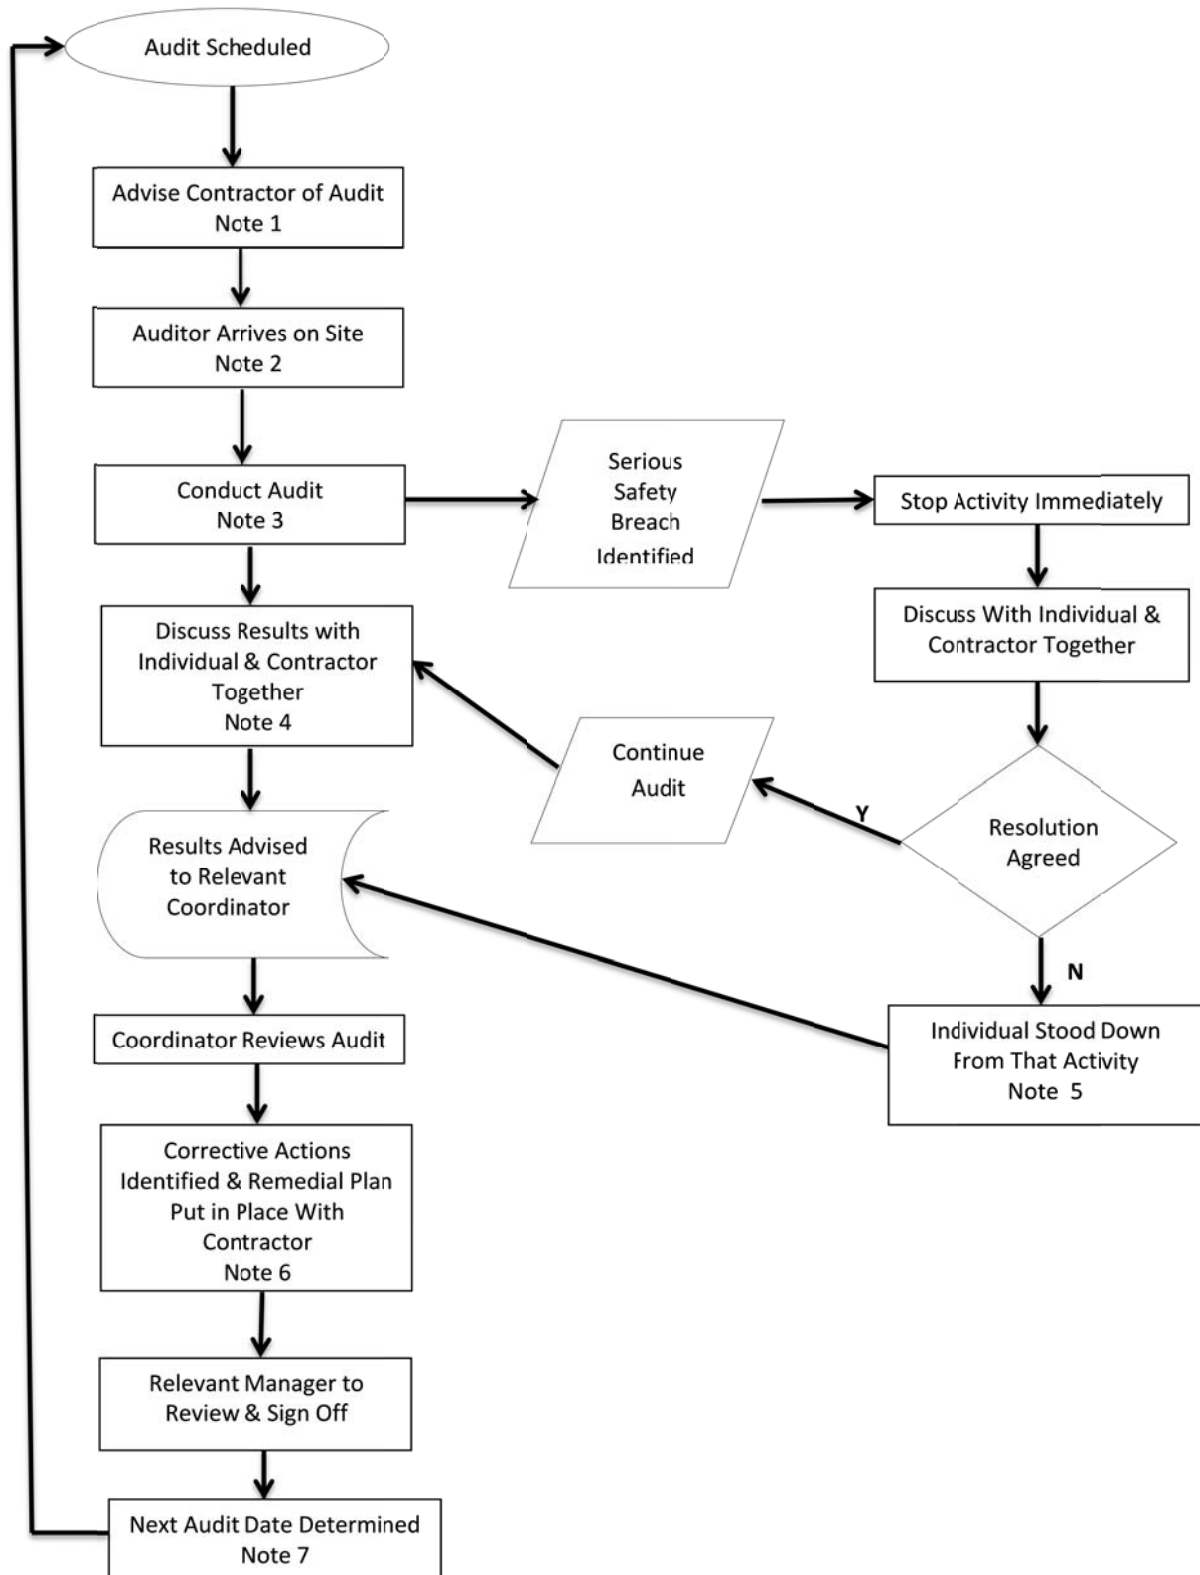 Audit Scheduled
Advise Contractor of Audit
Note 1
Auditor Arrives on Site
Note 2
Conduct Audit
Note 3
Serious
Safety
Breach
Identified
Stop Activity Immediately
Discuss With Individual &
Contractor Together
Discuss Results with
Individual & Contractor
Together
Note 4
Continue
Audit
Y
Resolution
Agreed
N
Results Advised
to Relevant
Coordinator
Individual Stood Down
From That Activity
Note 5
Coordinator Reviews Audit
Corrective Actions
Identified & Remedial Plan
Put in Place With
Contractor
Note 6
Relevant Manager to
Review & Sign Off
Next Audit Date Determined
Note 7